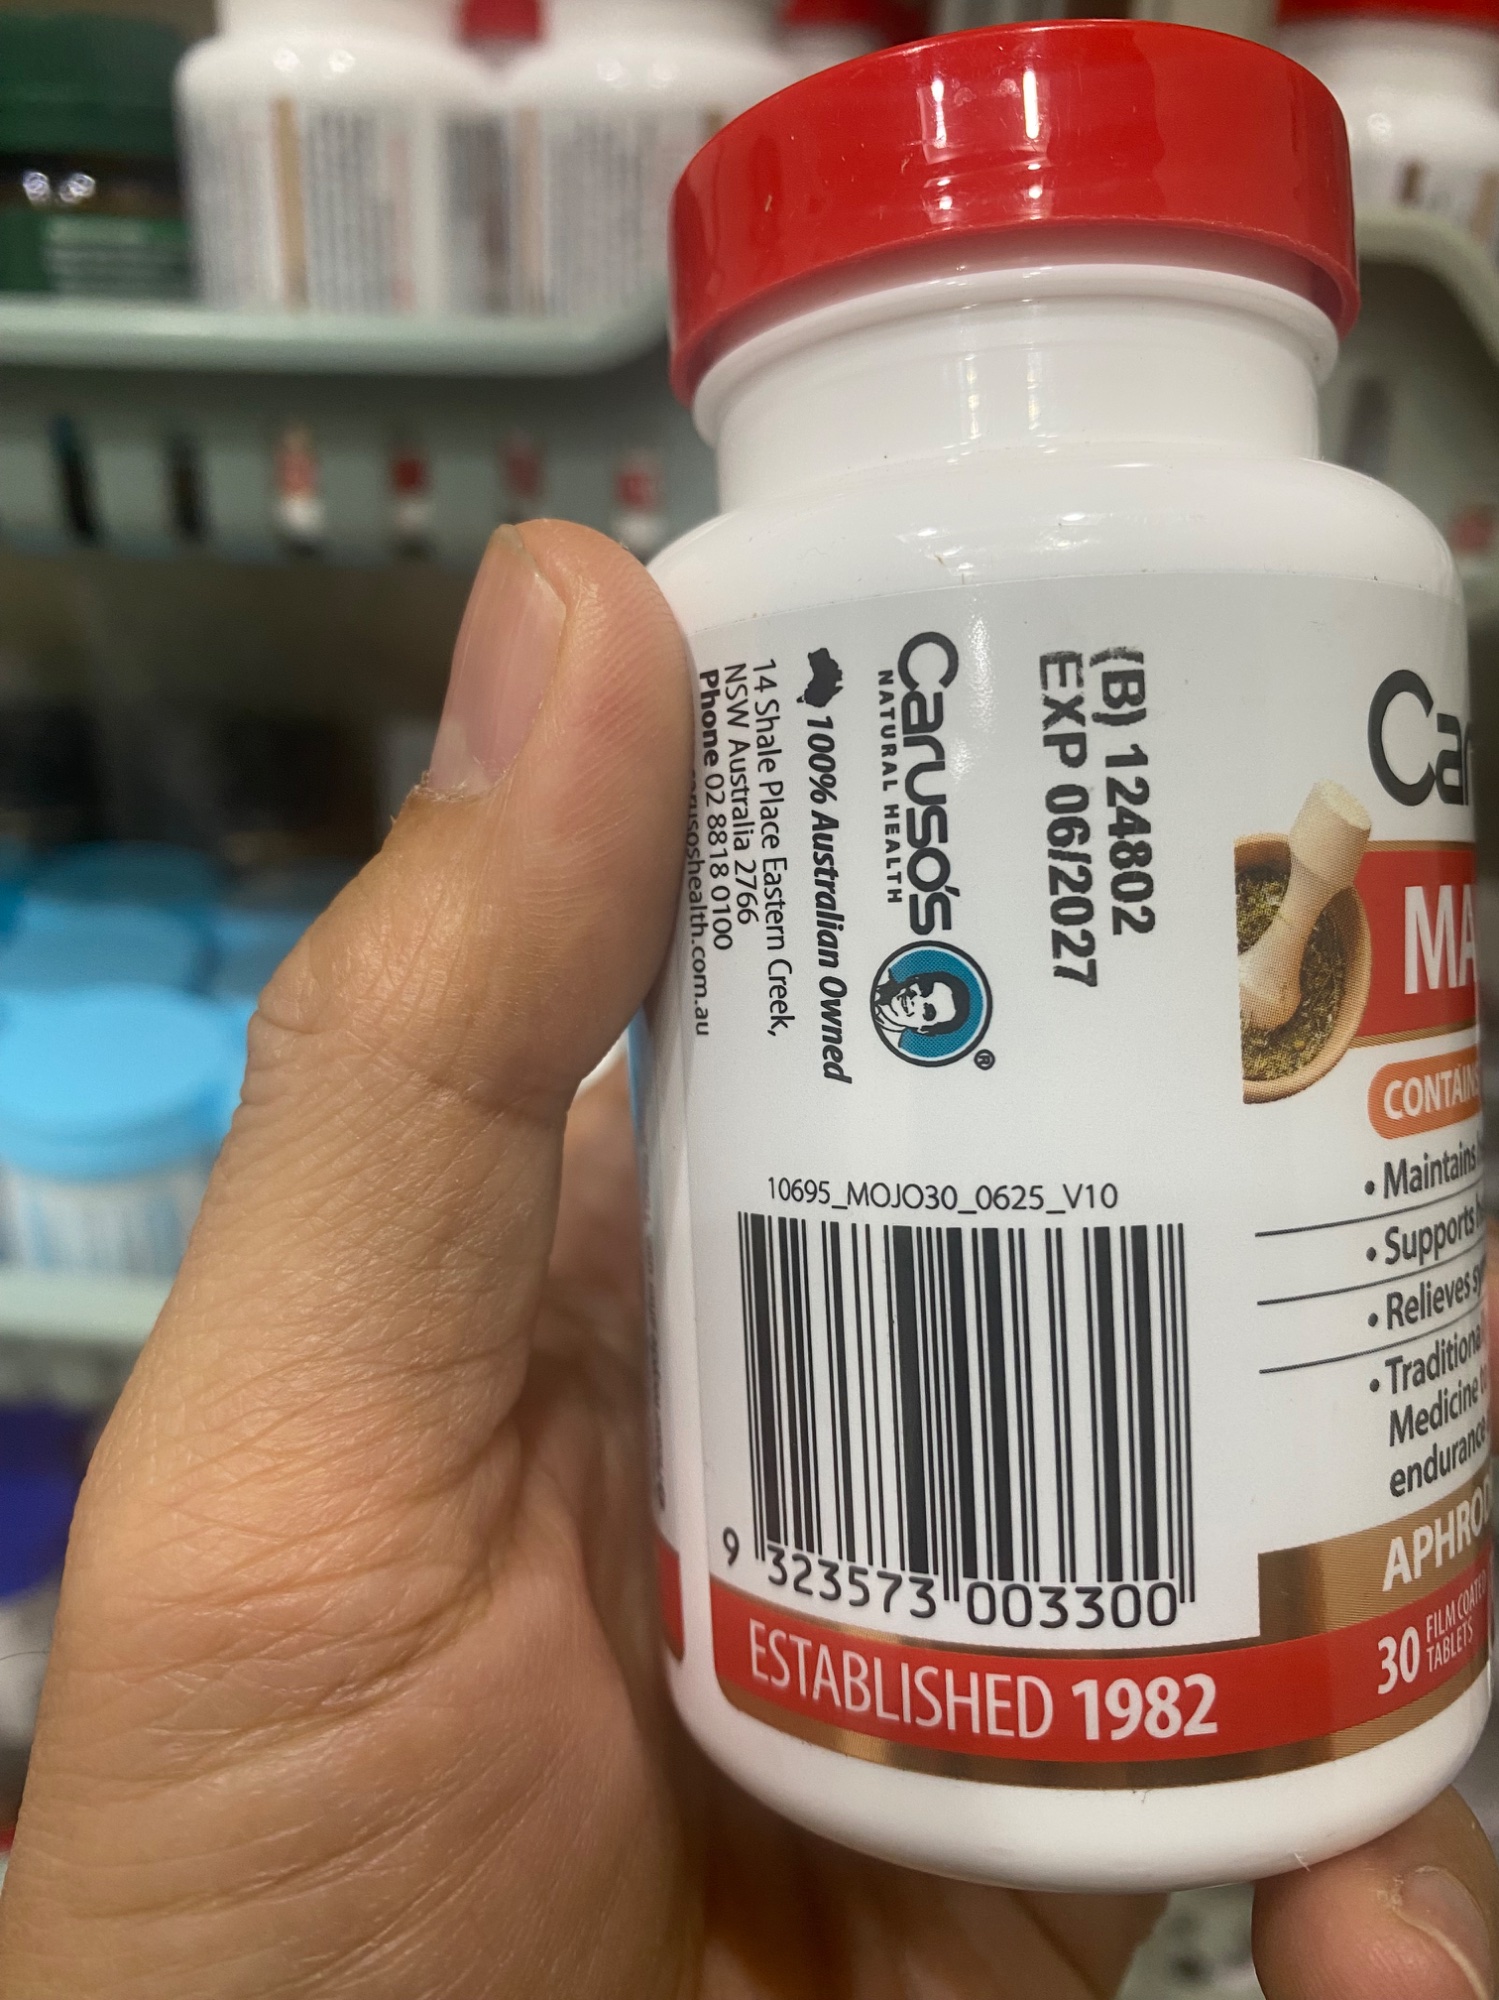 (B) 124802
EXP 06/2027
Caruso's
NATURAL HEALTH
®
100% Australian Owned
14 Shale Place Eastern Creek,
NSW Australia 2766
Phone 02 8818 0100
10695_MOJO30_0625_V10
9 323573 003300
ESTABLISHED 1982
Car
MA
CONTAINS
• Maintains
• Supports
• Relieves
• Traditional
Medicine
endurance
APHROD
30 FILM COATED
TABLETS